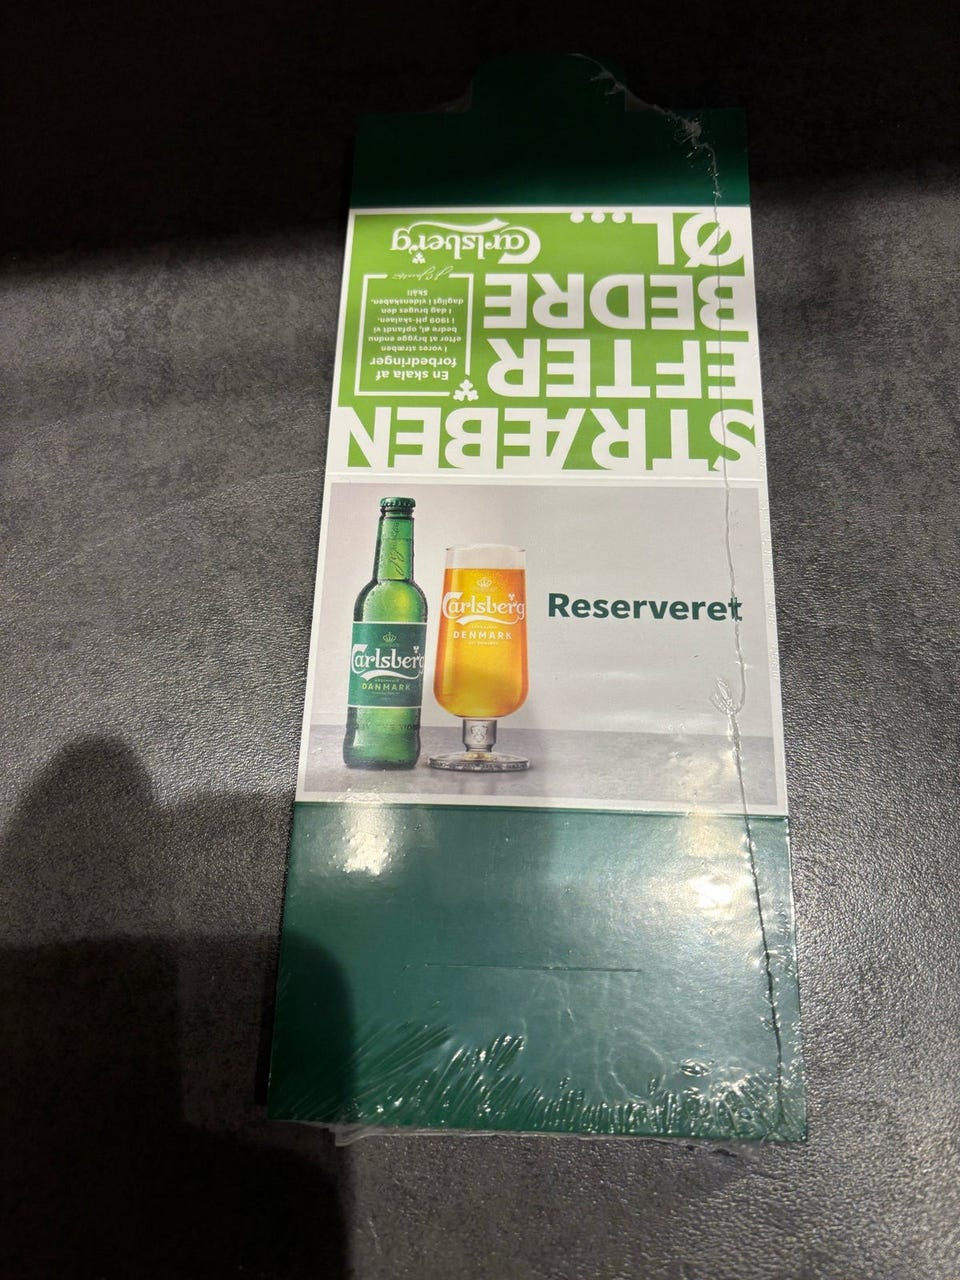 STRÆBEN
EFTER
BEDRE
ØL...
En skala af
forbedringer
i vores stræben
efter at brygge endnu
bedre øl, opfandt vi
i 1909 pH-skalaen.
I dag bruges den
dagligt i videnskaben.
Skål!
Carlsberg
Reserveret
Carlsberg
DANMARK
Carlsberg
DENMARK